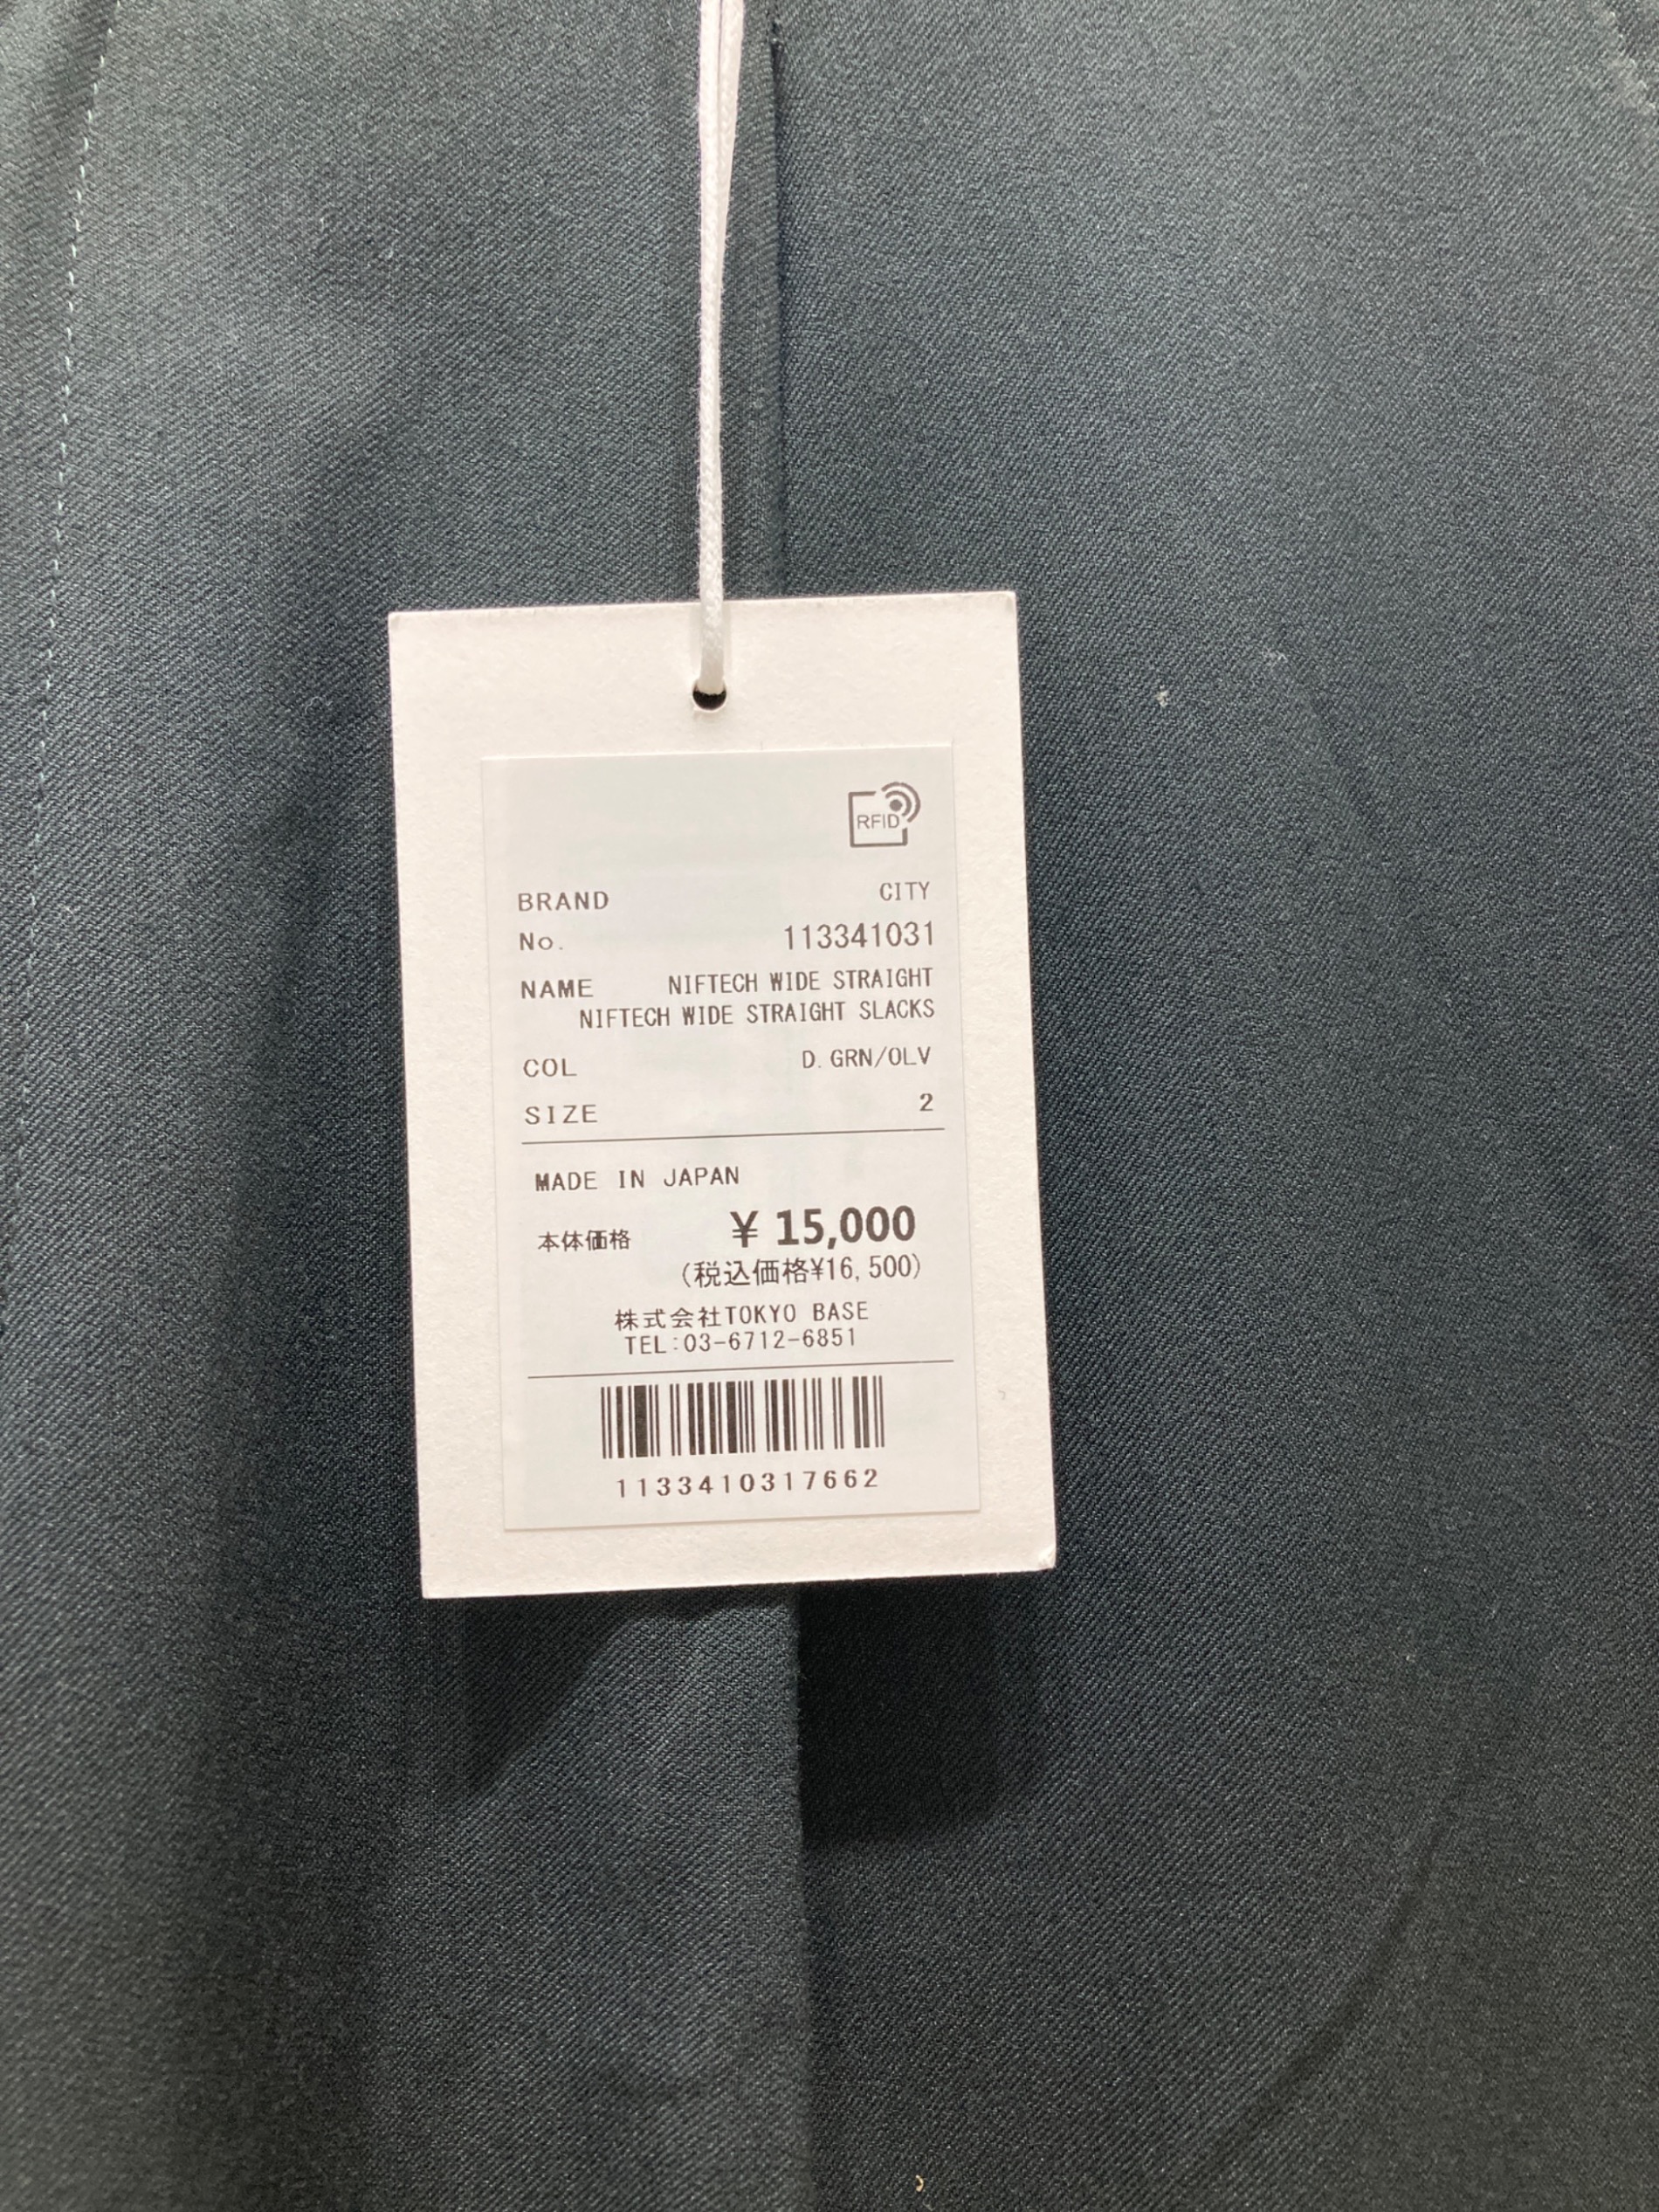 RFID
BRAND CITY
No. 113341031
NAME NIFTECH WIDE STRAIGHT
NIFTECH WIDE STRAIGHT SLACKS
COL D.GRN/OLV
SIZE 2
MADE IN JAPAN
本体価格 ¥ 15,000
(税込価格¥16,500)
株式会社TOKYO BASE
TEL:03-6712-6851
1133410317662